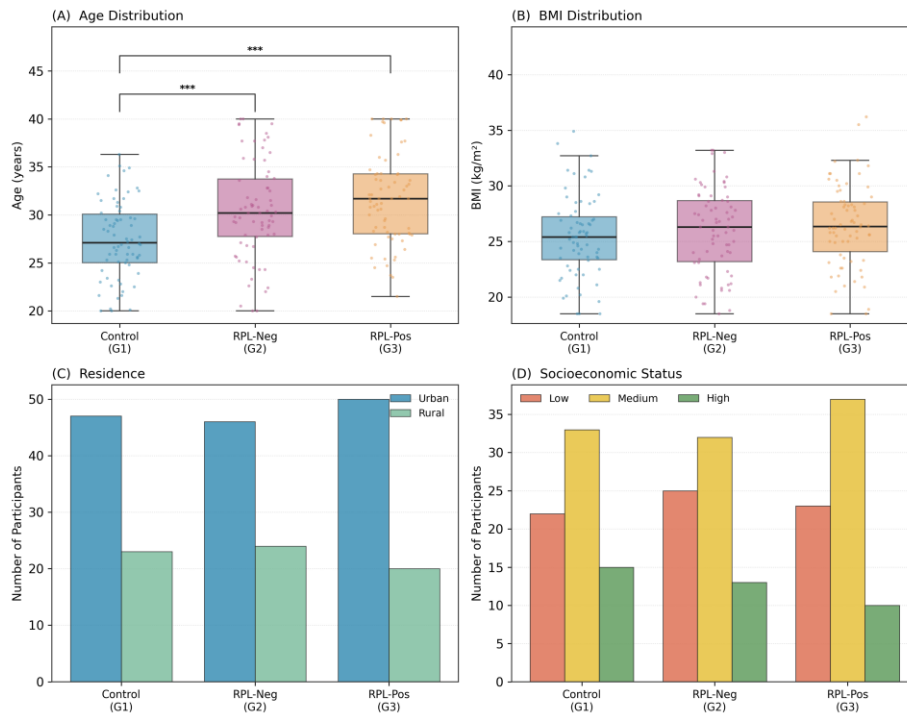 (A)  Age Distribution
***
***
Age (years)
45
40
35
30
25
20
Control
(G1)
RPL-Neg
(G2)
RPL-Pos
(G3)
(B)  BMI Distribution
BMI (kg/m²)
40
35
30
25
20
Control
(G1)
RPL-Neg
(G2)
RPL-Pos
(G3)
(C)  Residence
Urban
Rural
Number of Participants
50
40
30
20
10
0
Control
(G1)
RPL-Neg
(G2)
RPL-Pos
(G3)
(D)  Socioeconomic Status
Low Medium High
Number of Participants
35
30
25
20
15
10
5
0
Control
(G1)
RPL-Neg
(G2)
RPL-Pos
(G3)